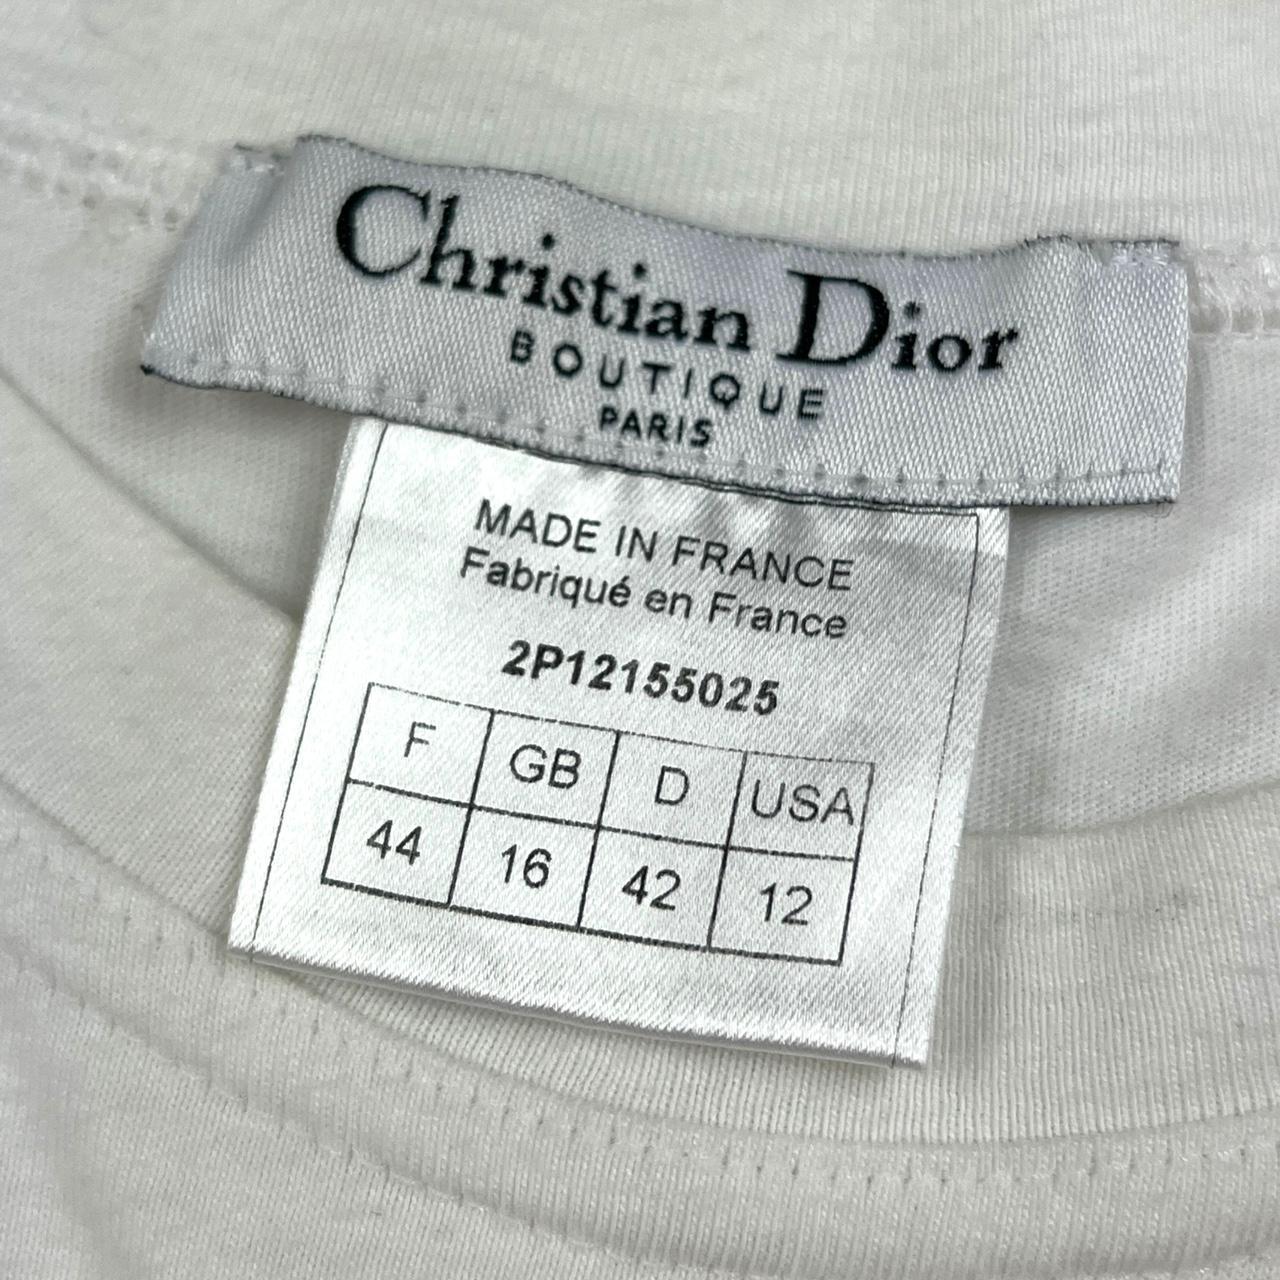 Christian Dior
BOUTIQUE
PARIS
MADE IN FRANCE
Fabriqué en France
2P12155025
F GB D USA
44 16 42 12